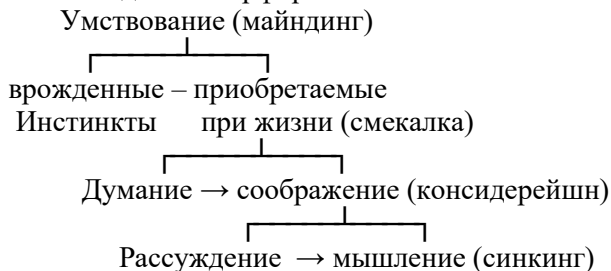 Умствование (майндинг)
врожденные – приобретаемые
Инстинкты при жизни (смекалка)
Думание → соображение (консидерейшн)
Рассуждение → мышление (синкинг)